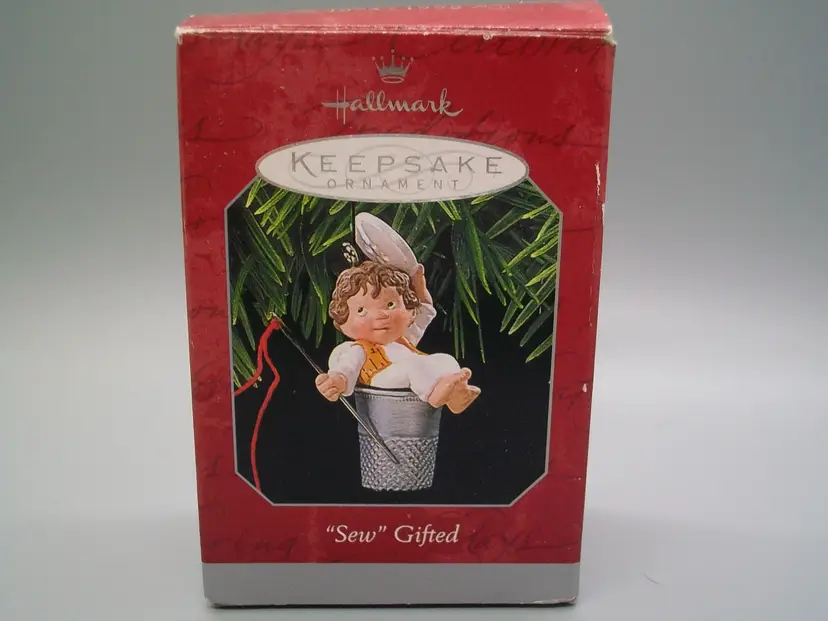 Hallmark
KEEPSAKE
ORNAMENT
“Sew” Gifted